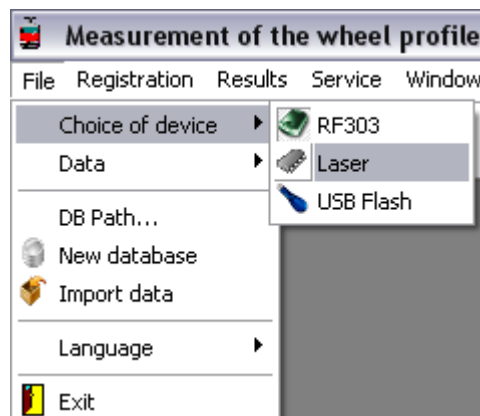 Measurement of the wheel profile
File Registration Results Service Window
Choice of device
RF303
Data
Laser
USB Flash
DB Path...
New database
Import data
Language
Exit